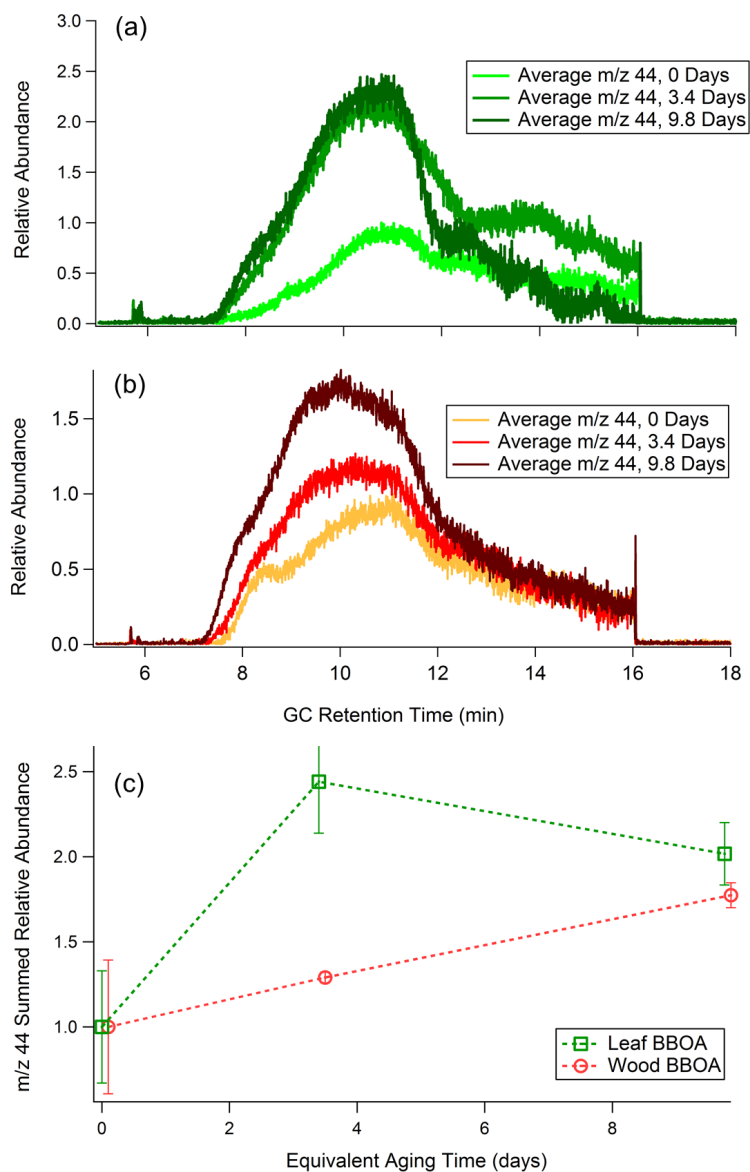 (a)
3.0
2.5
2.0
1.5
1.0
0.5
0.0
Relative Abundance
Average m/z 44, 0 Days
Average m/z 44, 3.4 Days
Average m/z 44, 9.8 Days
(b)
1.5
1.0
0.5
0.0
Relative Abundance
Average m/z 44, 0 Days
Average m/z 44, 3.4 Days
Average m/z 44, 9.8 Days
6 8 10 12 14 16 18
GC Retention Time (min)
(c)
2.5
2.0
1.5
1.0
m/z 44 Summed Relative Abundance
Leaf BBOA
Wood BBOA
0 2 4 6 8
Equivalent Aging Time (days)